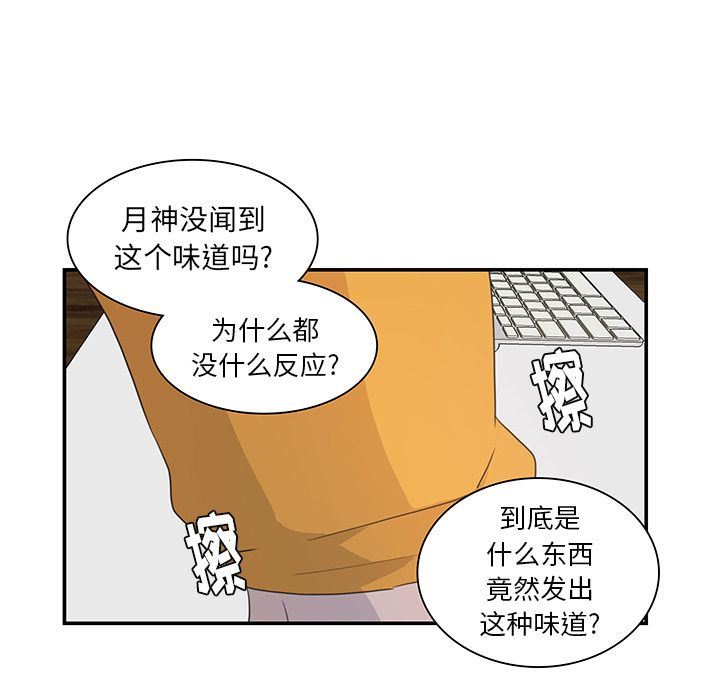 月神没闻到
这个味道吗?
为什么都
没什么反应?
擦
擦
到底是
什么东西
竟然发出
这种味道?